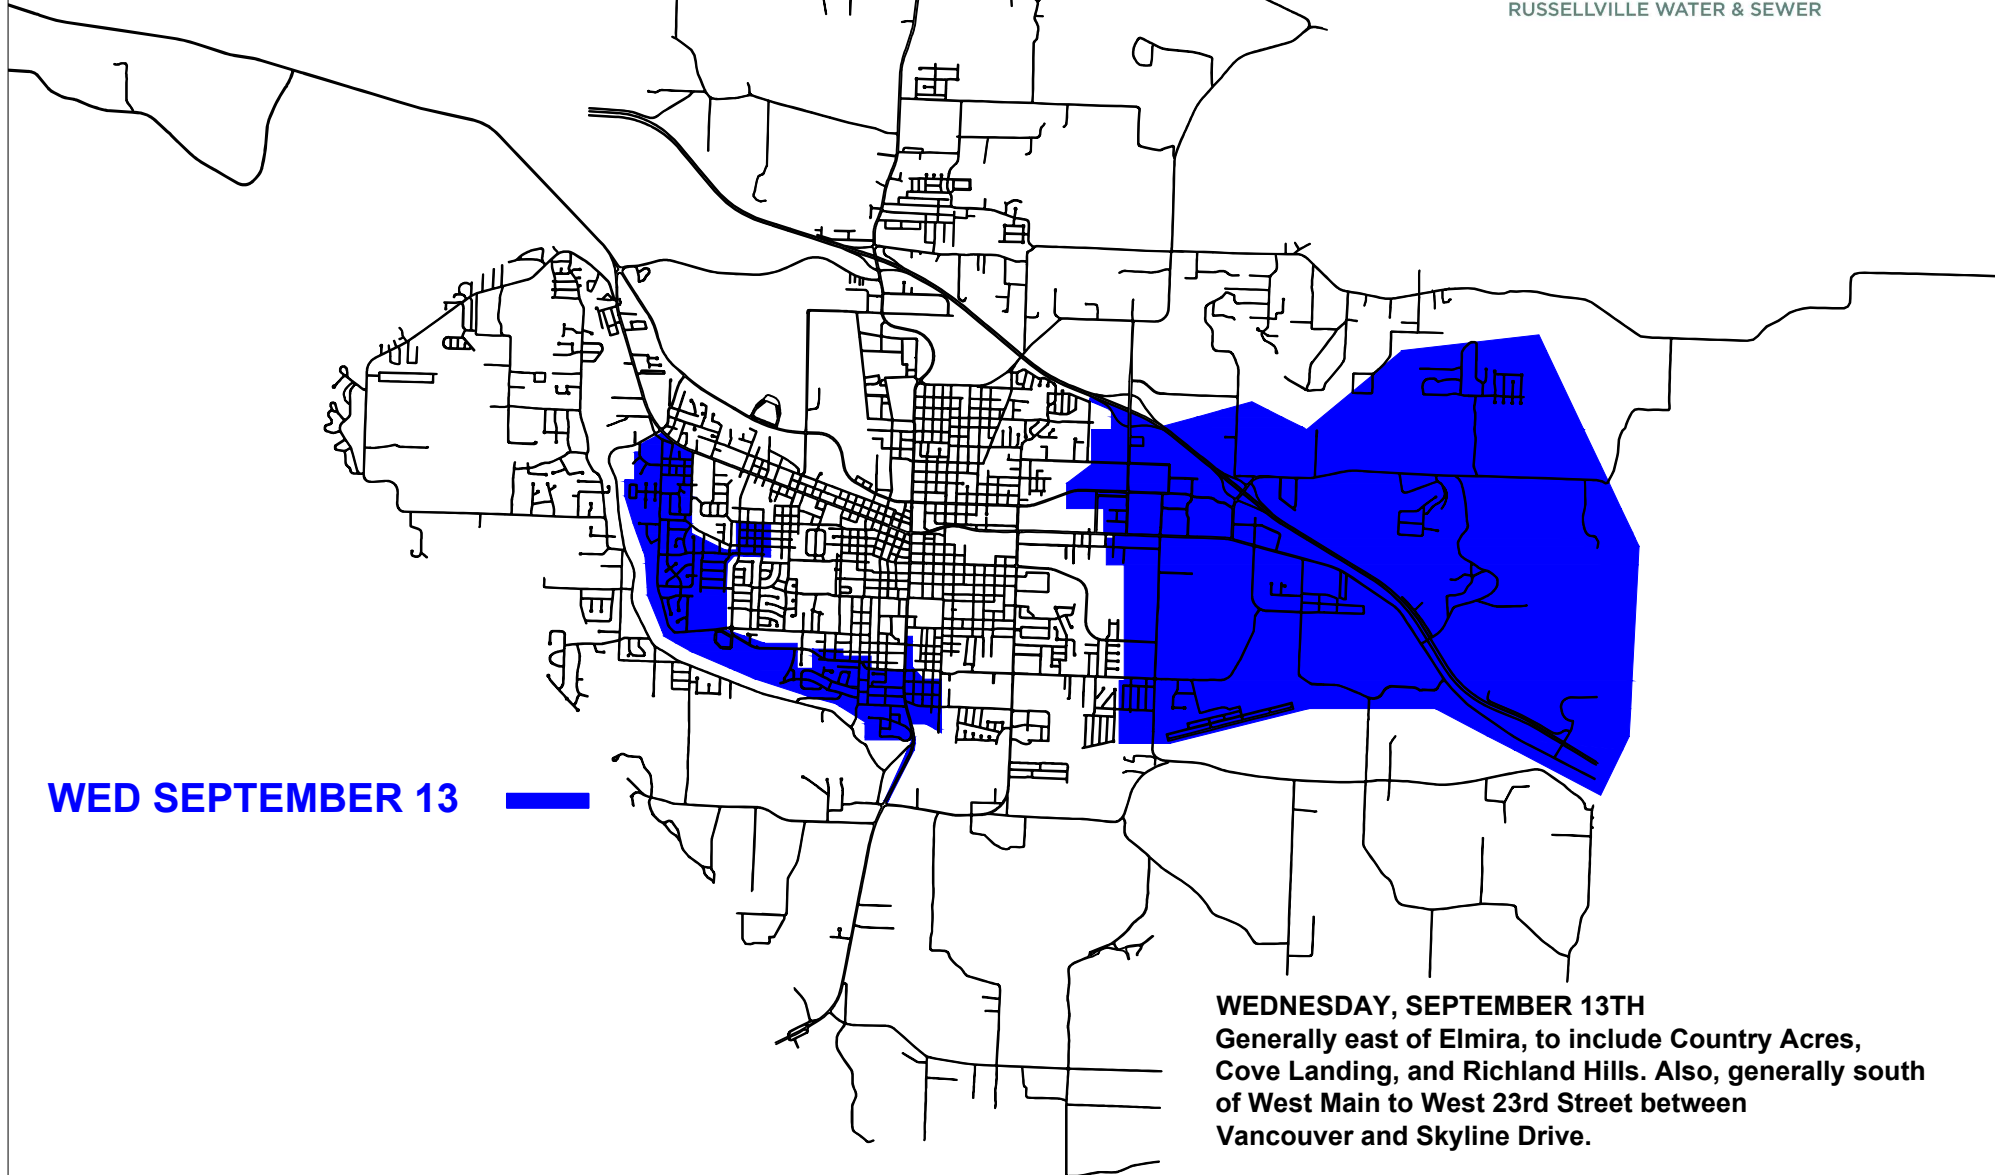 RUSSELLVILLE WATER & SEWER
WED SEPTEMBER 13
WEDNESDAY, SEPTEMBER 13TH
Generally east of Elmira, to include Country Acres,
Cove Landing, and Richland Hills. Also, generally south
of West Main to West 23rd Street between
Vancouver and Skyline Drive.